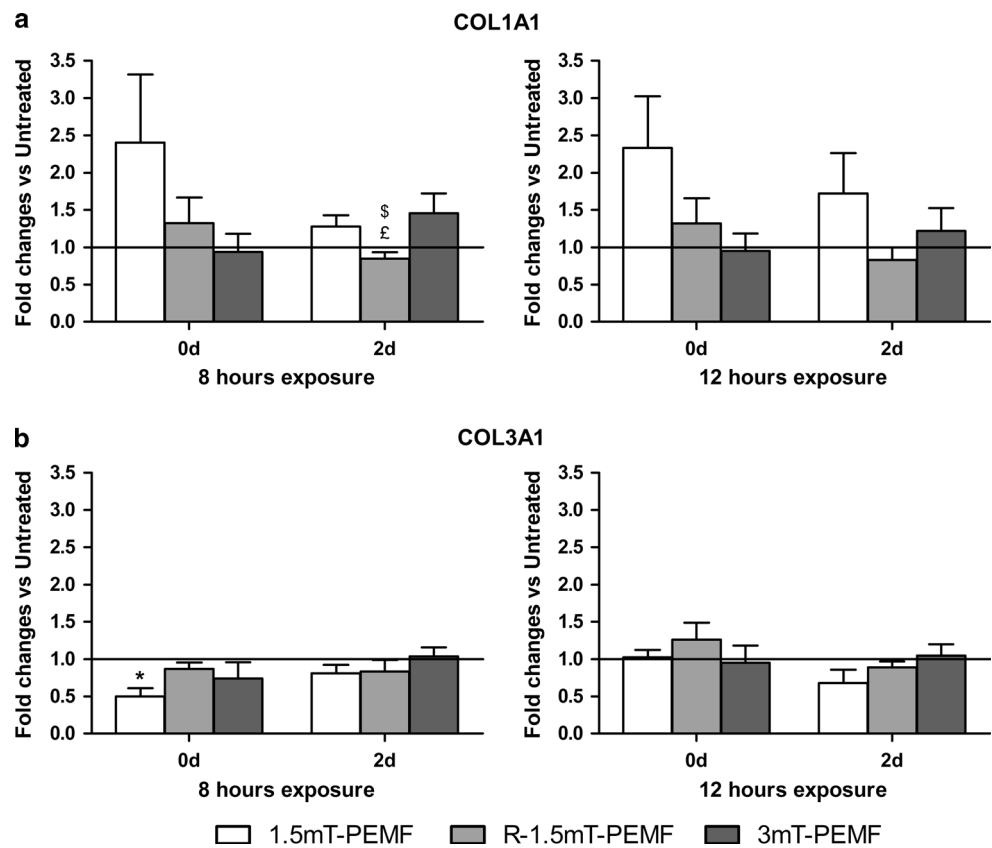 a
COL1A1
Fold changes vs Untreated
3.5
3.0
2.5
2.0
1.5
1.0
0.5
0.0
$
£
0d
2d
8 hours exposure
Fold changes vs Untreated
3.5
3.0
2.5
2.0
1.5
1.0
0.5
0.0
0d
2d
12 hours exposure
b
COL3A1
Fold changes vs Untreated
3.5
3.0
2.5
2.0
1.5
1.0
0.5
0.0
*
0d
2d
8 hours exposure
Fold changes vs Untreated
3.5
3.0
2.5
2.0
1.5
1.0
0.5
0.0
0d
2d
12 hours exposure
1.5mT-PEMF R-1.5mT-PEMF 3mT-PEMF